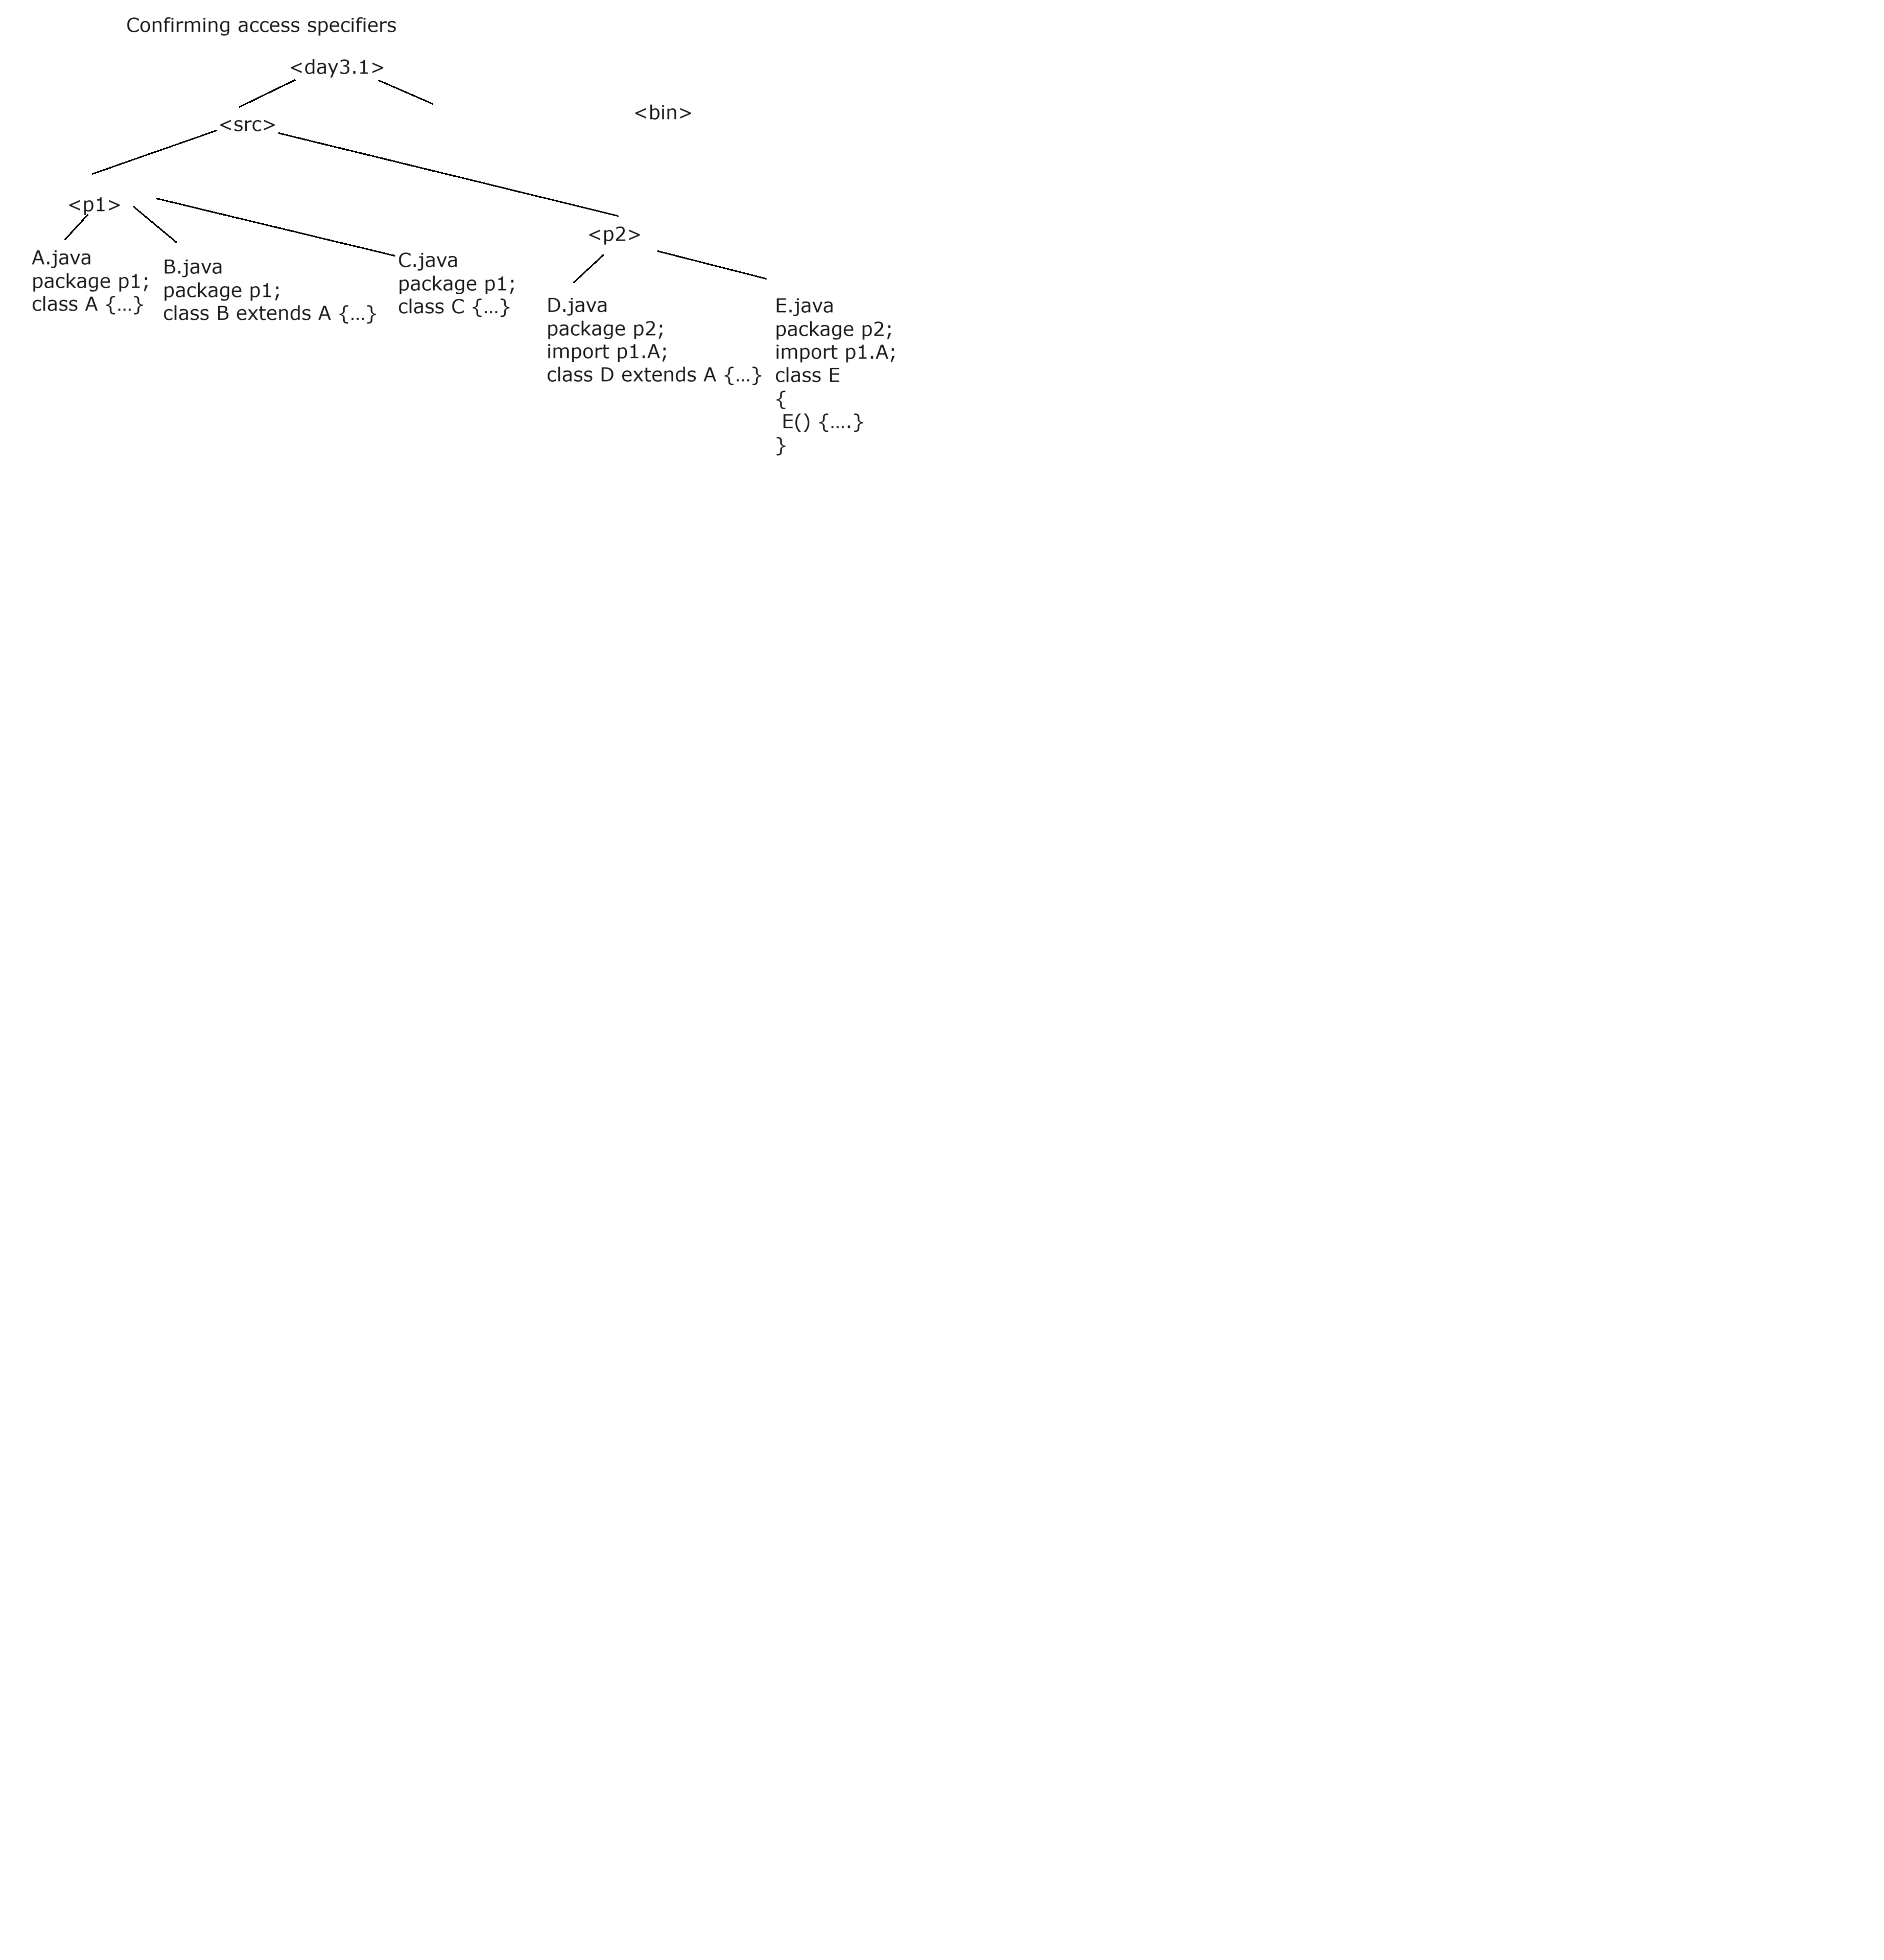 Confirming access specifiers
<day3.1>
<bin>
<src>
<p1>
<p2>
A.java
package p1;
class A {...}
B.java
package p1;
class B extends A {...}
C.java
package p1;
class C {...}
D.java
package p2;
import p1.A;
class D extends A {...}
E.java
package p2;
import p1.A;
class E
{
 E() {....}
}